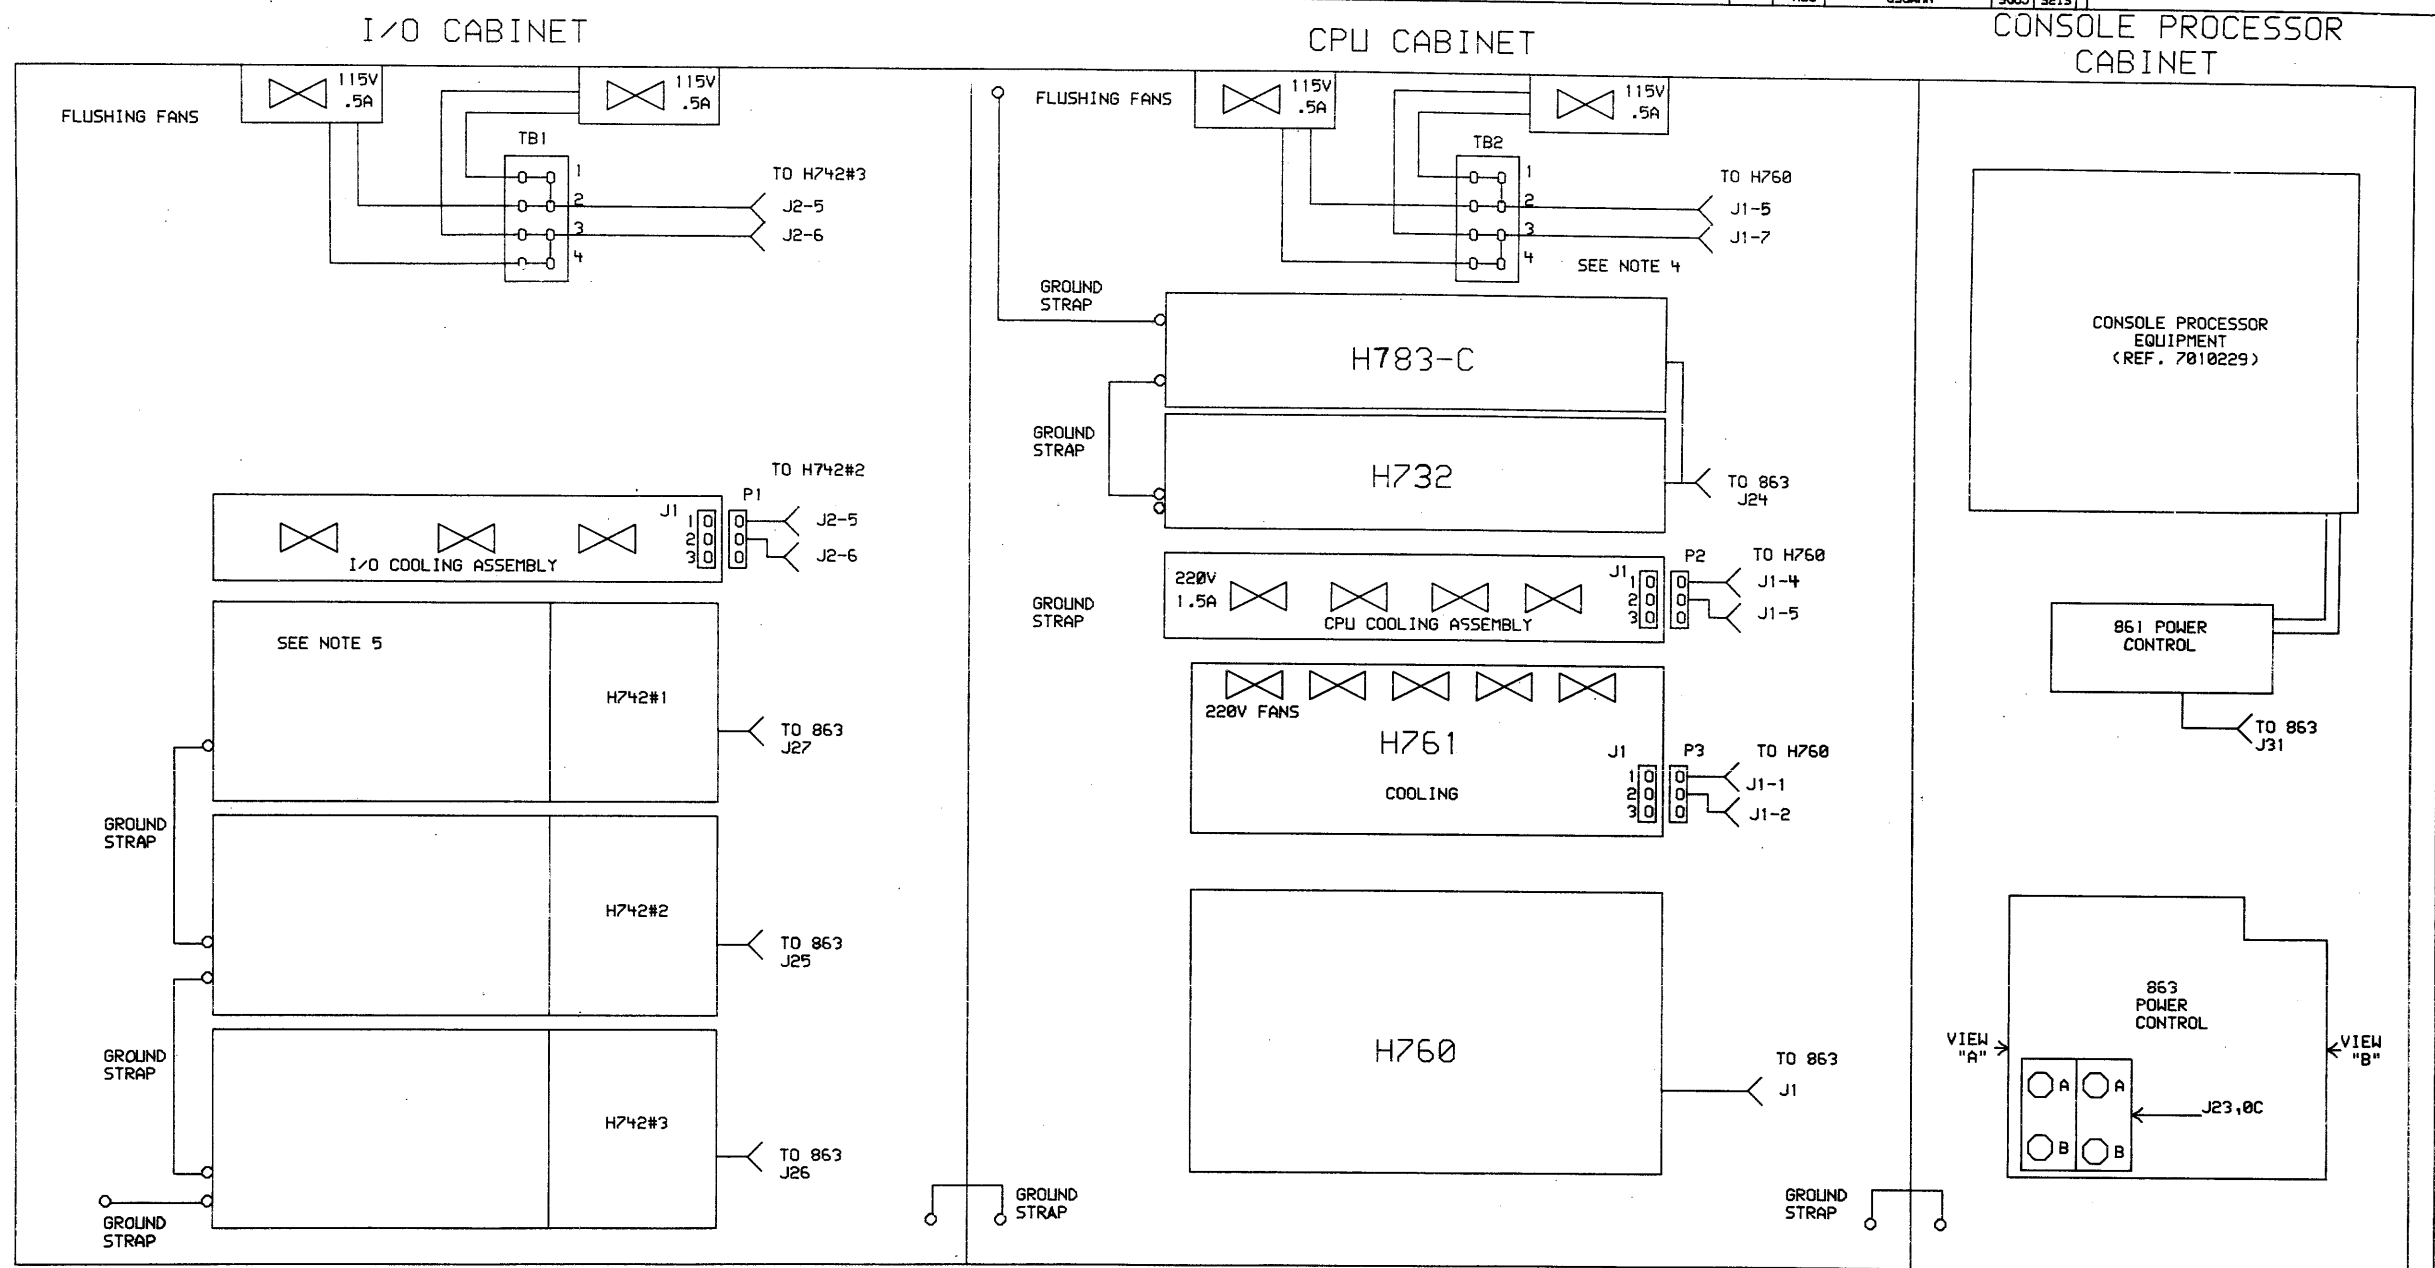 I/O CABINET
CPU CABINET
CONSOLE PROCESSOR
CABINET
FLUSHING FANS
115V
.5A
115V
.5A
TB1
1
2
3
4
TO H742#3
J2-5
J2-6
TO H742#2
P1
J1
1
2
3
J2-5
J2-6
I/O COOLING ASSEMBLY
SEE NOTE 5
H742#1
TO 863
J27
GROUND
STRAP
H742#2
TO 863
J25
GROUND
STRAP
H742#3
TO 863
J26
GROUND
STRAP
FLUSHING FANS
115V
.5A
115V
.5A
TB2
1
2
3
4
TO H760
J1-5
J1-7
SEE NOTE 4
GROUND
STRAP
H783-C
GROUND
STRAP
H732
TO 863
J24
GROUND
STRAP
220V
1.5A
CPU COOLING ASSEMBLY
J1
1
2
3
P2
TO H760
J1-4
J1-5
220V FANS
H761
COOLING
J1
1
2
3
P3
TO H760
J1-1
J1-2
H760
TO 863
J1
GROUND
STRAP
GROUND
STRAP
CONSOLE PROCESSOR
EQUIPMENT
(REF. 7010229)
861 POWER
CONTROL
TO 863
J31
863
POWER
CONTROL
VIEW
"A"
VIEW
"B"
A
A
B
B
J23,0C